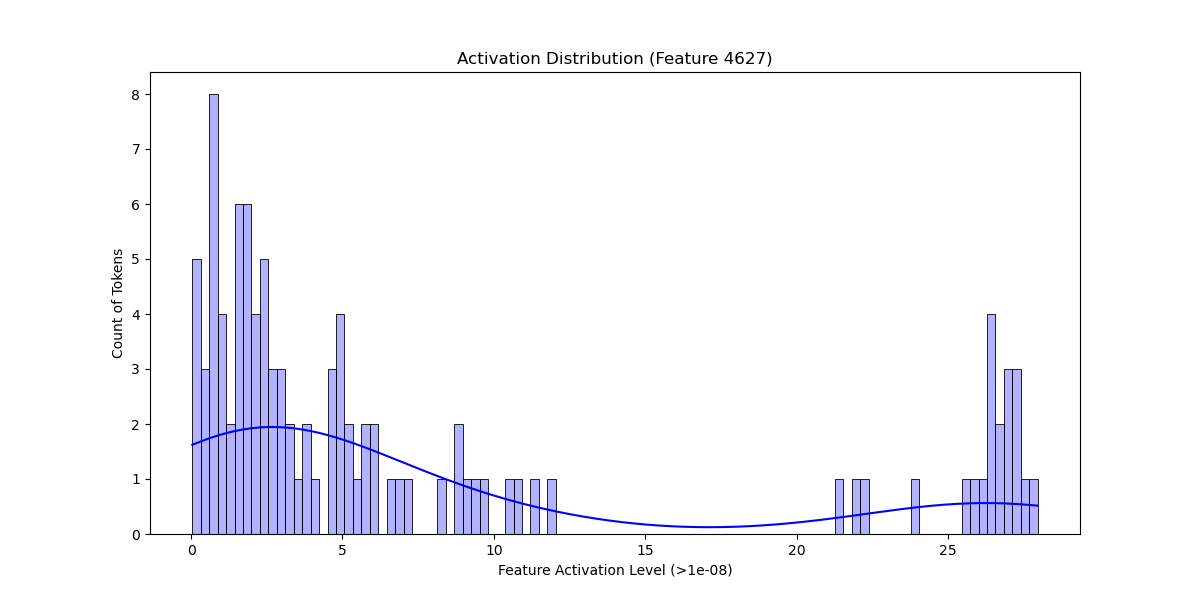 Activation Distribution (Feature 4627)
Count of Tokens
8
7
6
5
4
3
2
1
0
0 5 10 15 20 25
Feature Activation Level (>1e-08)